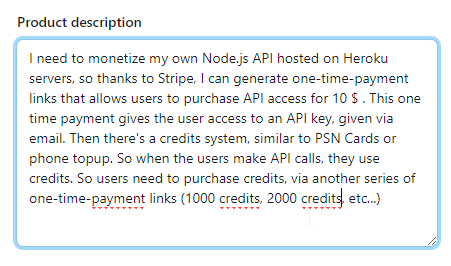 Product description
I need to monetize my own Node.js API hosted on Heroku
servers, so thanks to Stripe, I can generate one-time-payment
links that allows users to purchase API access for 10 $ . This one
time payment gives the user access to an API key, given via
email. Then there's a credits system, similar to PSN Cards or
phone topup. So when the users make API calls, they use
credits. So users need to purchase credits, via another series of
one-time-payment links (1000 credits, 2000 credits, etc...)